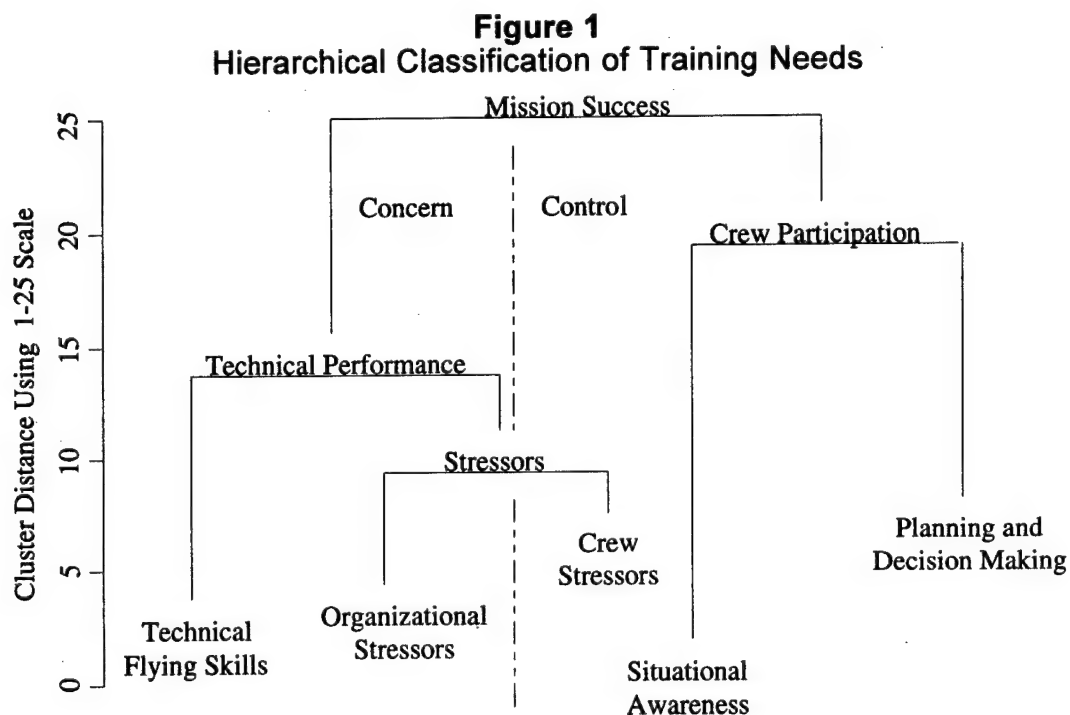 Figure 1
Hierarchical Classification of Training Needs
Cluster Distance Using 1-25 Scale
25
20
15
10
5
0
Mission Success
Concern
Control
Crew Participation
Technical Performance
Stressors
Crew
Stressors
Planning and
Decision Making
Organizational
Stressors
Technical
Flying Skills
Situational
Awareness